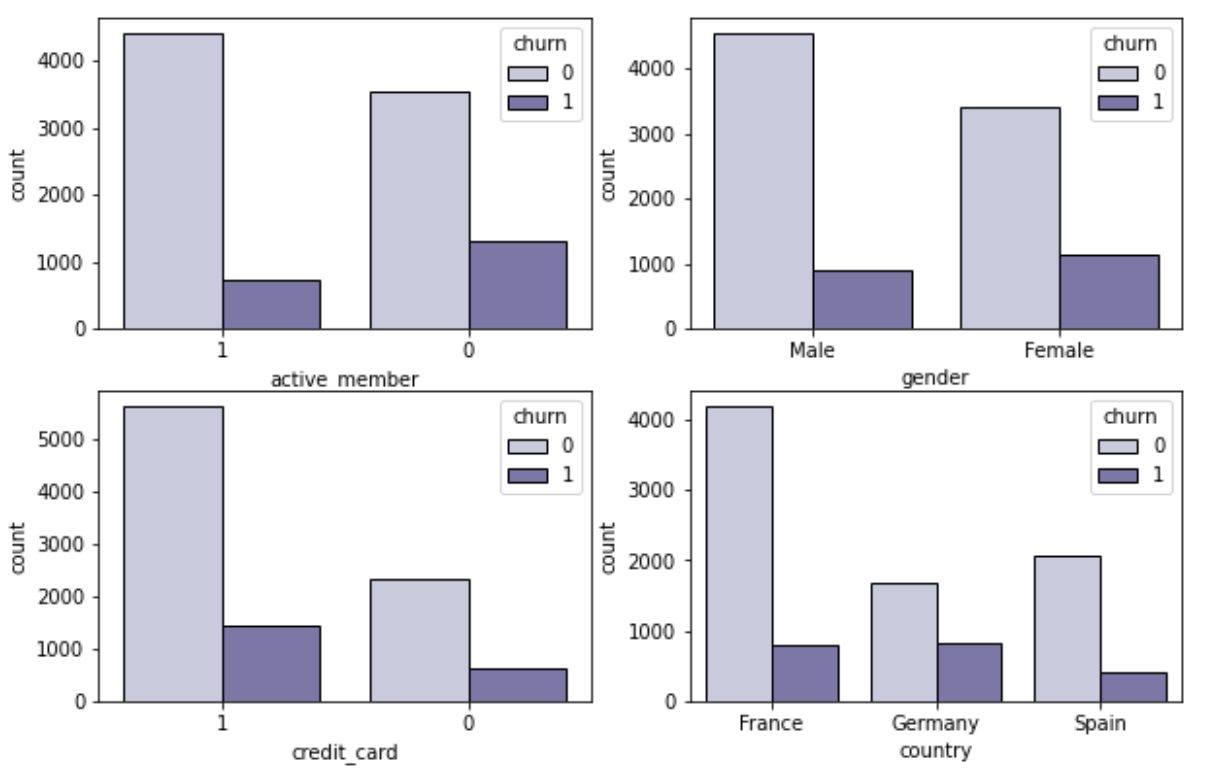 churn
0
1
4000
3000
2000
1000
0
count
1
0
active_member
churn
0
1
4000
3000
2000
1000
0
count
Male
Female
gender
churn
0
1
5000
4000
3000
2000
1000
0
count
1
0
credit_card
churn
0
1
4000
3000
2000
1000
0
count
France
Germany
Spain
country